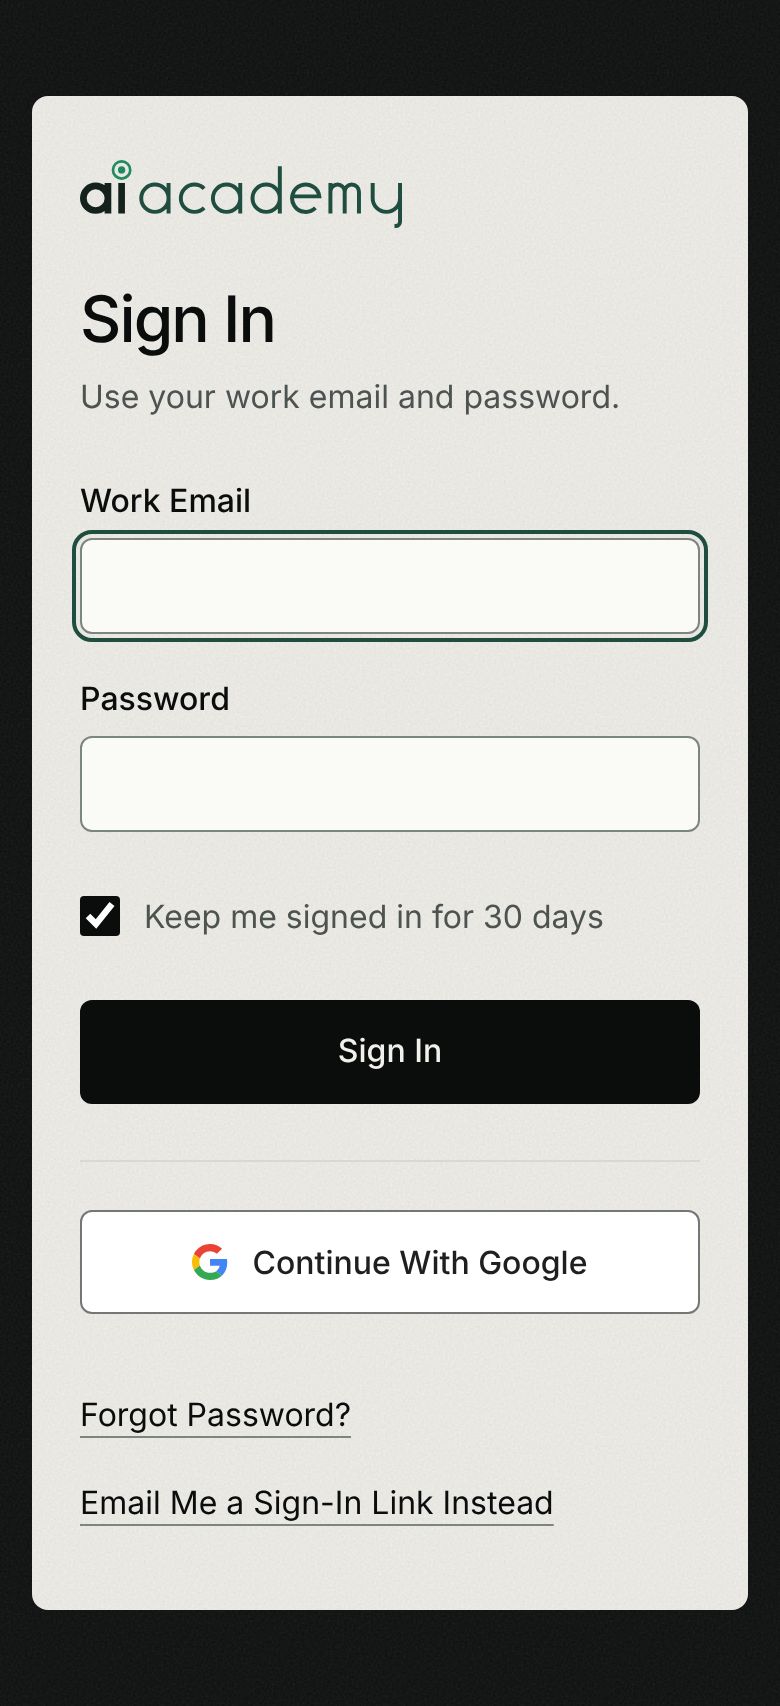 ai academy
Sign In
Use your work email and password.
Work Email
Password
Keep me signed in for 30 days
Sign In
Continue With Google
Forgot Password?
Email Me a Sign-In Link Instead